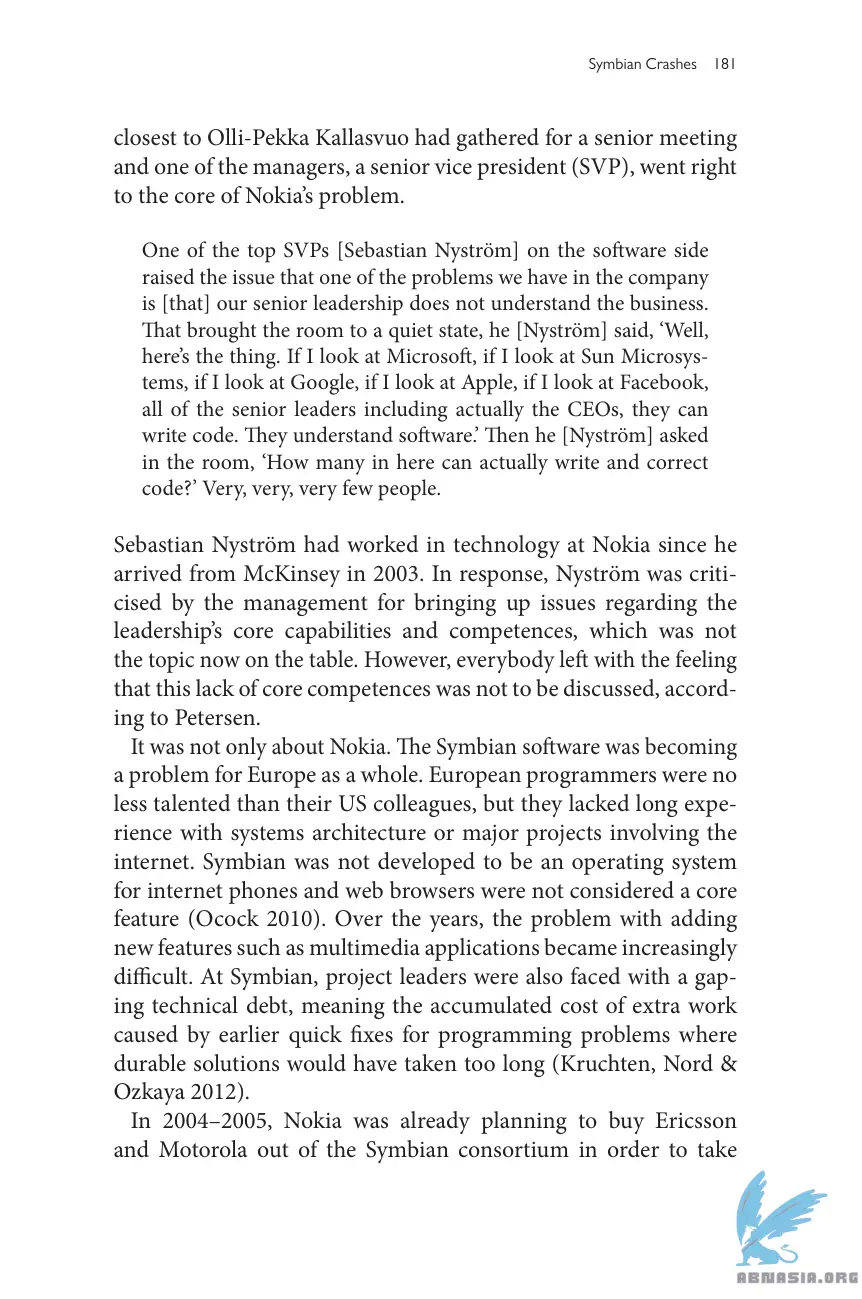 Symbian Crashes 181
closest to Olli-Pekka Kallasvuo had gathered for a senior meeting
and one of the managers, a senior vice president (SVP), went right
to the core of Nokia’s problem.
One of the top SVPs [Sebastian Nyström] on the software side
raised the issue that one of the problems we have in the company
is [that] our senior leadership does not understand the business.
That brought the room to a quiet state, he [Nyström] said, ‘Well,
here’s the thing. If I look at Microsoft, if I look at Sun Microsys-
tems, if I look at Google, if I look at Apple, if I look at Facebook,
all of the senior leaders including actually the CEOs, they can
write code. They understand software.’ Then he [Nyström] asked
in the room, ‘How many in here can actually write and correct
code?’ Very, very, very few people.
Sebastian Nyström had worked in technology at Nokia since he
arrived from McKinsey in 2003. In response, Nyström was criti-
cised by the management for bringing up issues regarding the
leadership’s core capabilities and competences, which was not
the topic now on the table. However, everybody left with the feeling
that this lack of core competences was not to be discussed, accord-
ing to Petersen.
It was not only about Nokia. The Symbian software was becoming
a problem for Europe as a whole. European programmers were no
less talented than their US colleagues, but they lacked long expe-
rience with systems architecture or major projects involving the
internet. Symbian was not developed to be an operating system
for internet phones and web browsers were not considered a core
feature (Ocock 2010). Over the years, the problem with adding
new features such as multimedia applications became increasingly
difficult. At Symbian, project leaders were also faced with a gap-
ing technical debt, meaning the accumulated cost of extra work
caused by earlier quick fixes for programming problems where
durable solutions would have taken too long (Kruchten, Nord &
Ozkaya 2012).
In 2004–2005, Nokia was already planning to buy Ericsson
and Motorola out of the Symbian consortium in order to take
ABNASIA.ORG